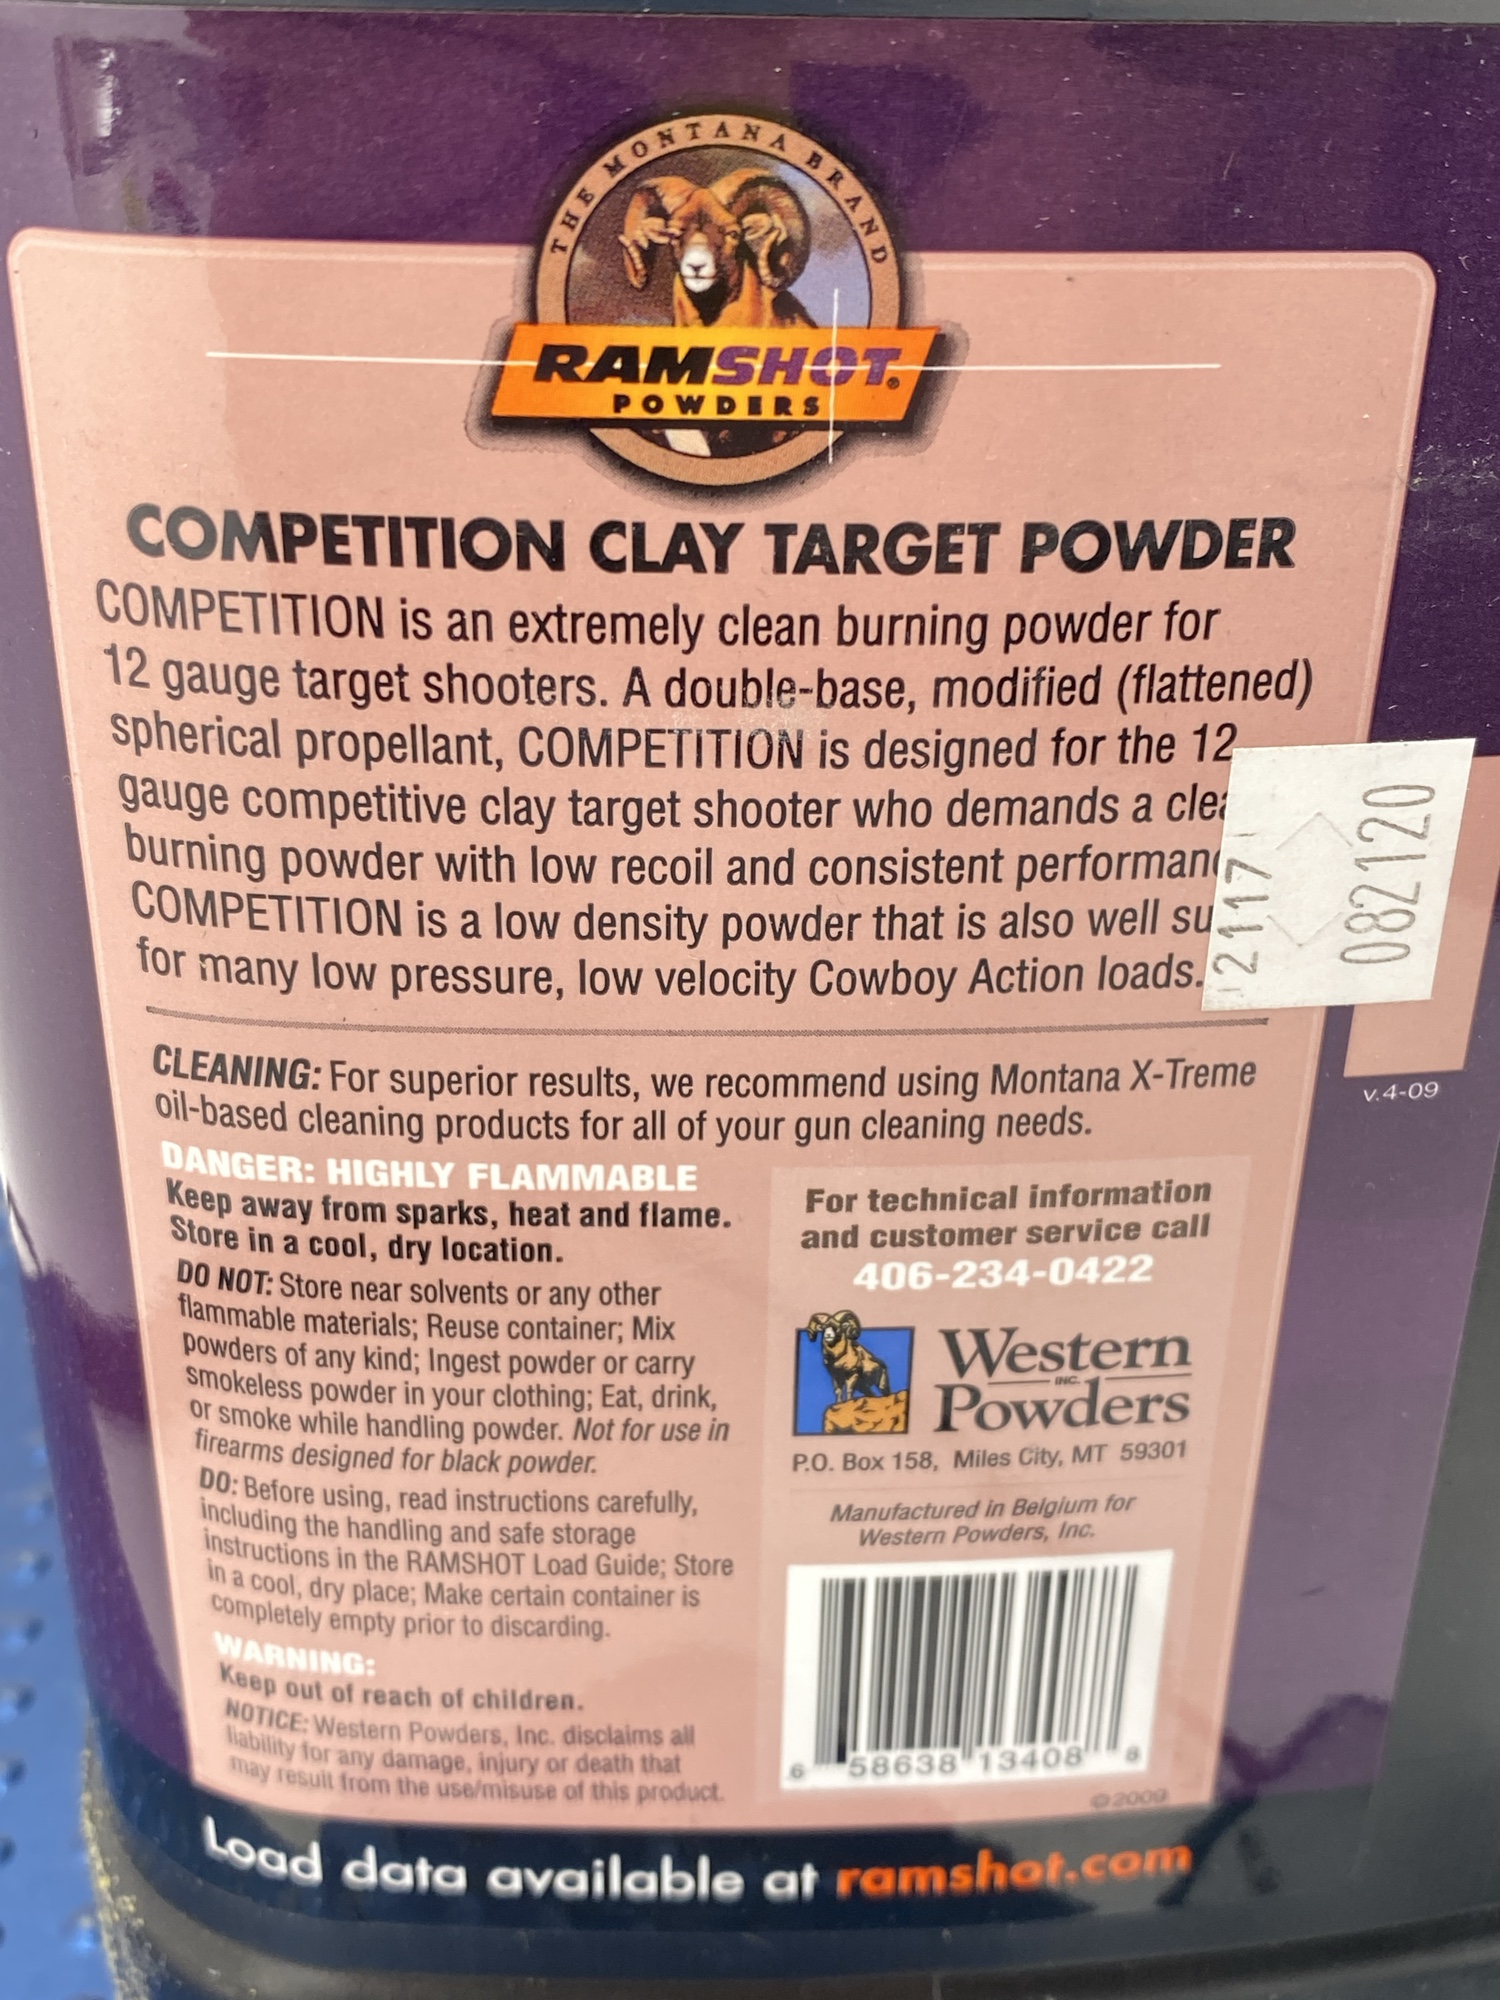 THE MONTANA BRAND
RAMSHOT®
POWDERS
COMPETITION CLAY TARGET POWDER
COMPETITION is an extremely clean burning powder for
12 gauge target shooters. A double-base, modified (flattened)
spherical propellant, COMPETITION is designed for the 12
gauge competitive clay target shooter who demands a clea
burning powder with low recoil and consistent performanc
COMPETITION is a low density powder that is also well su
for many low pressure, low velocity Cowboy Action loads.
2117
082120
v.4-09
CLEANING: For superior results, we recommend using Montana X-Treme
oil-based cleaning products for all of your gun cleaning needs.
DANGER: HIGHLY FLAMMABLE
Keep away from sparks, heat and flame.
Store in a cool, dry location.
DO NOT: Store near solvents or any other
flammable materials; Reuse container; Mix
powders of any kind; Ingest powder or carry
smokeless powder in your clothing; Eat, drink,
or smoke while handling powder. Not for use in
firearms designed for black powder.
DO: Before using, read instructions carefully,
including the handling and safe storage
instructions in the RAMSHOT Load Guide; Store
in a cool, dry place; Make certain container is
completely empty prior to discarding.
WARNING:
Keep out of reach of children.
NOTICE: Western Powders, Inc. disclaims all
liability for any damage, injury or death that
may result from the use/misuse of this product.
For technical information
and customer service call
406-234-0422
Western
INC.
Powders
P.O. Box 158, Miles City, MT 59301
Manufactured in Belgium for
Western Powders, Inc.
6 58638 13408 8
©2009
Load data available at ramshot.com